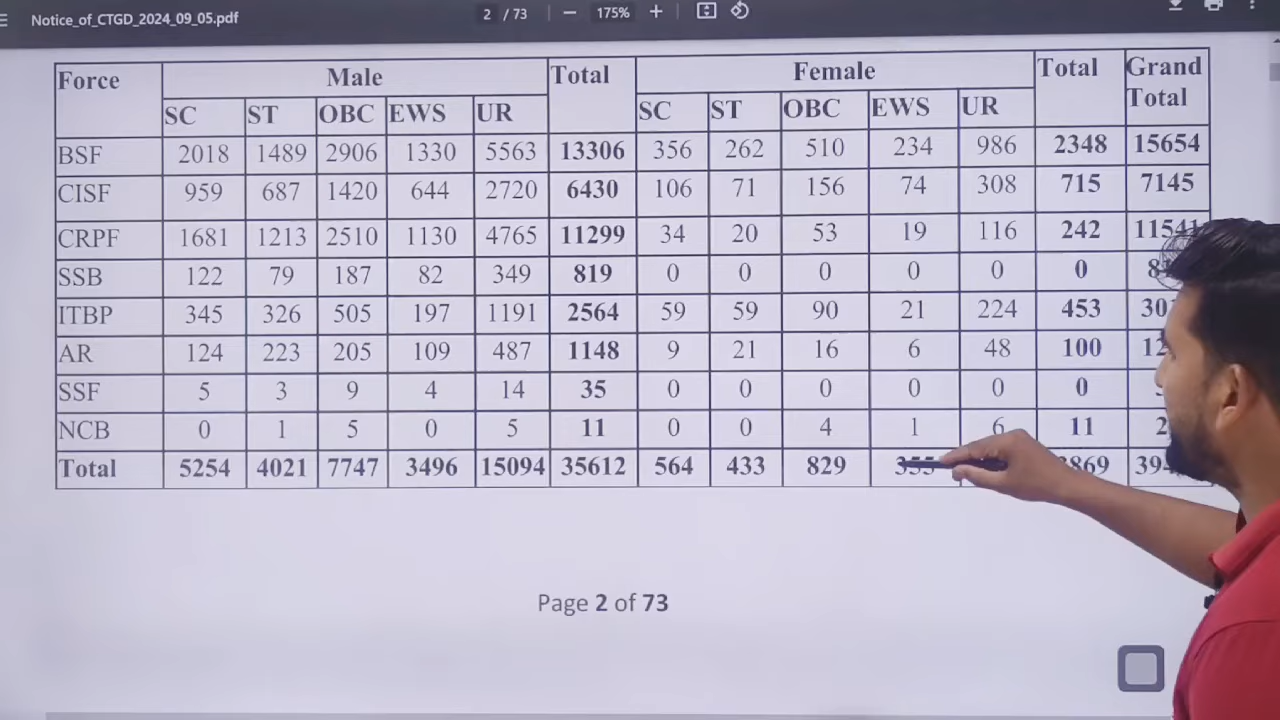 Notice_of_CTGD_2024_09_05.pdf 2 / 73 175%
Force Male Total Female Total Grand Total
SC ST OBC EWS UR SC ST OBC EWS UR
BSF 2018 1489 2906 1330 5563 13306 356 262 510 234 986 2348 15654
CISF 959 687 1420 644 2720 6430 106 71 156 74 308 715 7145
CRPF 1681 1213 2510 1130 4765 11299 34 20 53 19 116 242 11541
SSB 122 79 187 82 349 819 0 0 0 0 0 0
ITBP 345 326 505 197 1191 2564 59 59 90 21 224 453
AR 124 223 205 109 487 1148 9 21 16 6 48 100
SSF 5 3 9 4 14 35 0 0 0 0 0 0
NCB 0 1 5 0 5 11 0 0 4 1 6 11
Total 5254 4021 7747 3496 15094 35612 564 433 829 355
Page 2 of 73